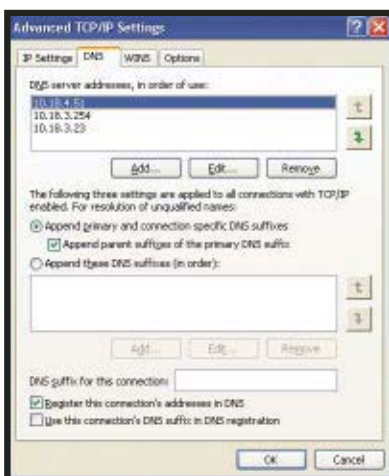 Advanced TCP/IP Settings
IP Settings DNS WINS Options
DNS server addresses, in order of use:
10.18.4.51
10.18.3.254
10.18.3.23
Add... Edit... Remove
The following three settings are applied to all connections with TCP/IP
enabled. For resolution of unqualified names:
Append primary and connection specific DNS suffixes
Append parent suffixes of the primary DNS suffix
Append these DNS suffixes (in order):
Add... Edit... Remove
DNS suffix for this connection:
Register this connection's addresses in DNS
Use this connection's DNS suffix in DNS registration
OK Cancel